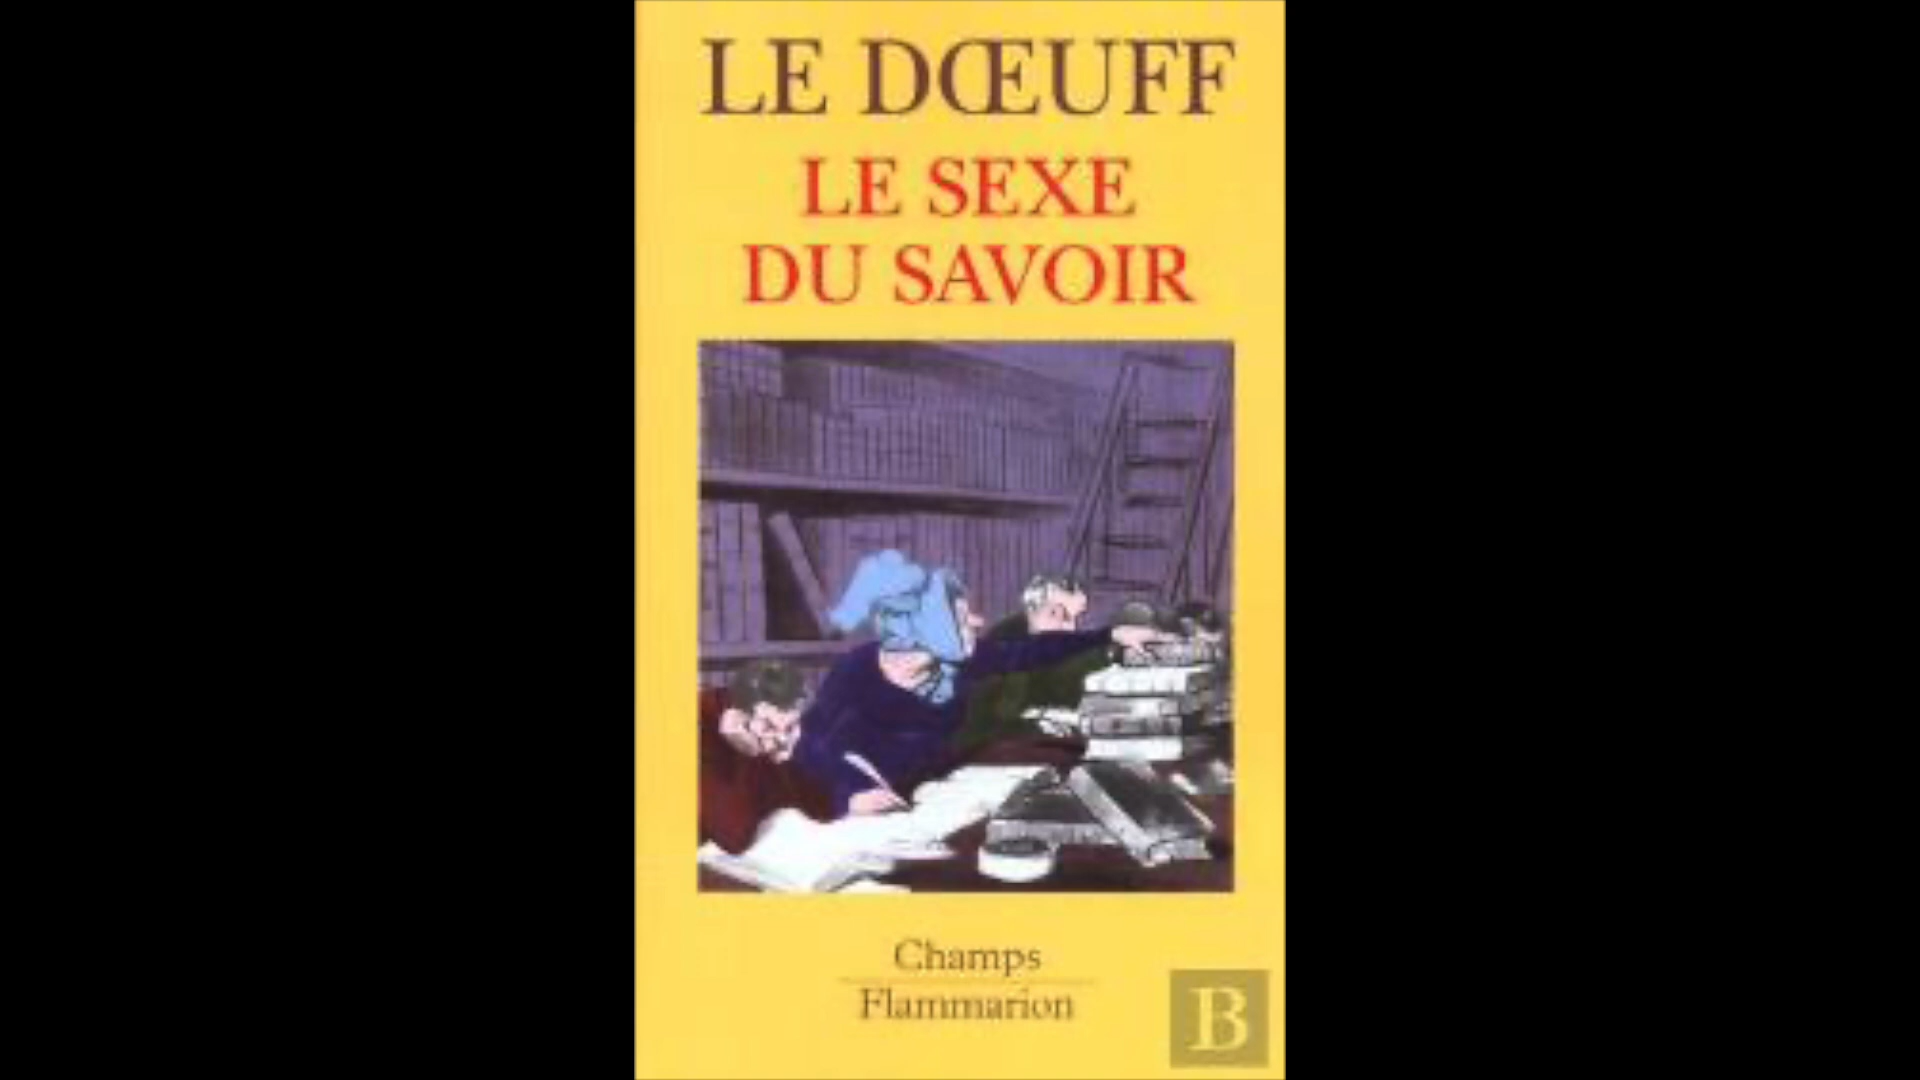 LE DŒUFF
LE SEXE
DU SAVOIR
Champs
Flammarion
B